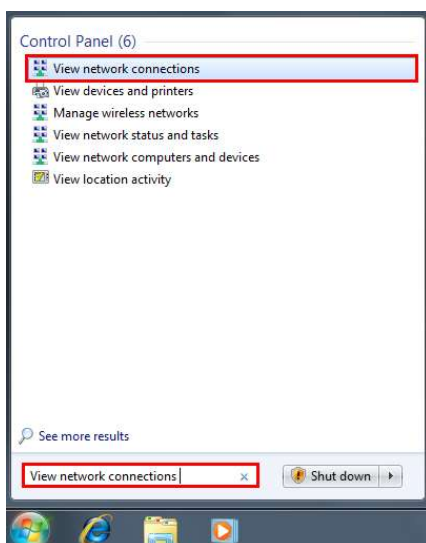 Control Panel (6)
View network connections
View devices and printers
Manage wireless networks
View network status and tasks
View network computers and devices
View location activity
See more results
View network connections
Shut down